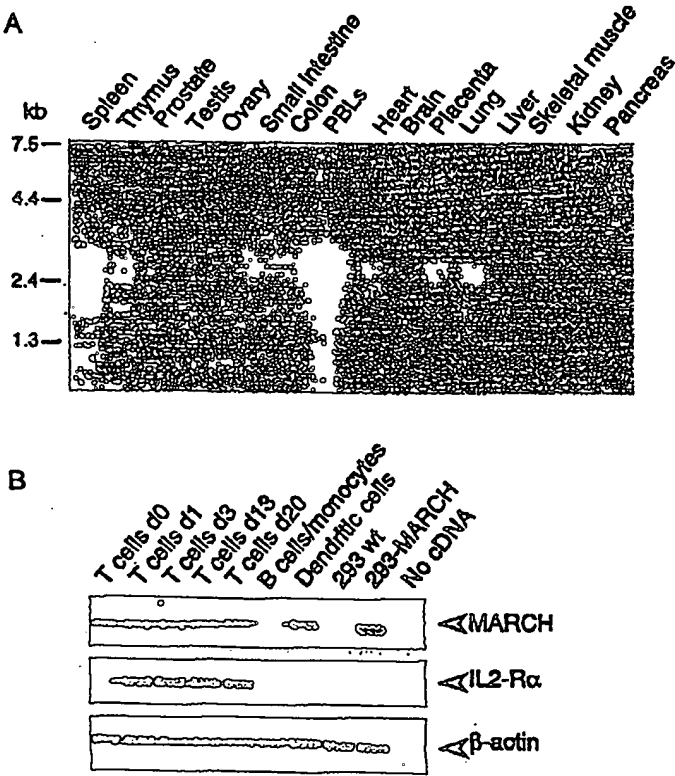 A
kb
Spleen
Thymus
Prostate
Testis
Ovary
Small Intestine
Colon
PBLs
Heart
Brain
Placenta
Lung
Liver
Skeletal muscle
Kidney
Pancreas
7.5
4.4
2.4
1.3
B
T cells d0
T cells d1
T cells d3
T cells d13
T cells d20
B cells/monocytes
Dendritic cells
293 wt
293-MARCH
No cDNA
MARCH
IL2-Rα
β-actin